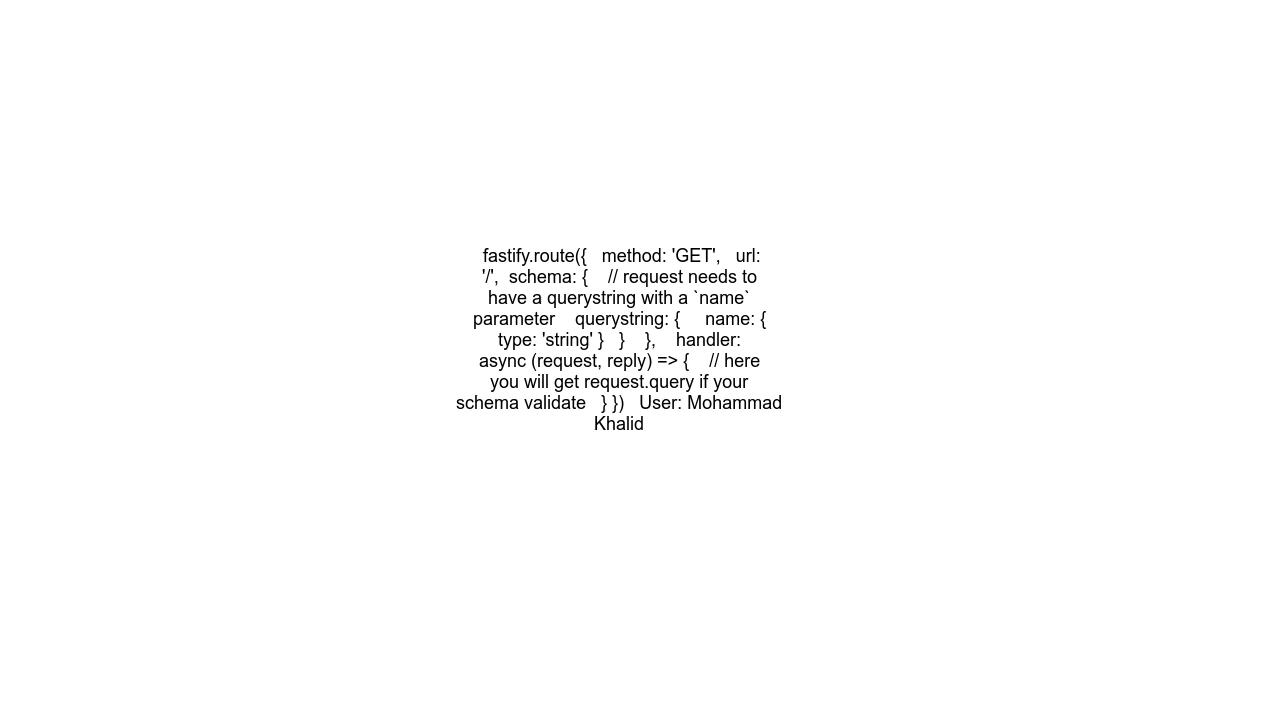 fastify.route({   method: 'GET',   url:
'/',  schema: {    // request needs to
have a querystring with a `name`
parameter    querystring: {     name: {
type: 'string' }   }    },    handler:
async (request, reply) => {    // here
you will get request.query if your
schema validate   } })   User: Mohammad
Khalid